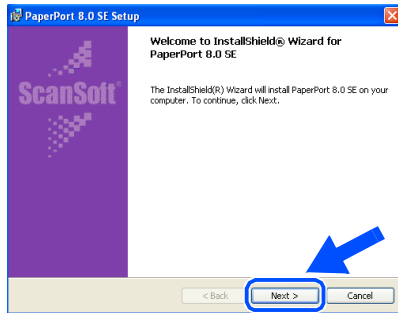 PaperPort 8.0 SE Setup
Welcome to InstallShield® Wizard for
PaperPort 8.0 SE
ScanSoft®
The InstallShield(R) Wizard will install PaperPort 8.0 SE on your
computer. To continue, click Next.
< Back Next > Cancel